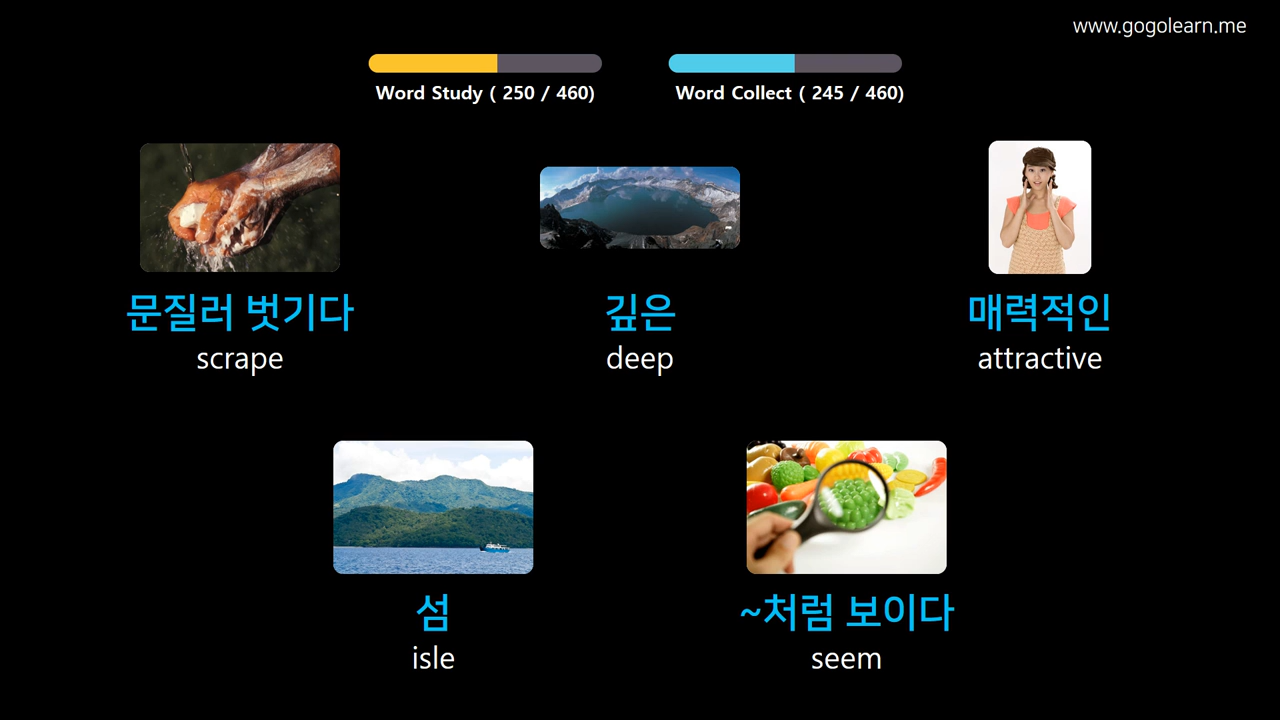 www.gogolearn.me
Word Study ( 250 / 460)
Word Collect ( 245 / 460)
문질러 벗기다
scrape
깊은
deep
매력적인
attractive
섬
isle
~처럼 보이다
seem